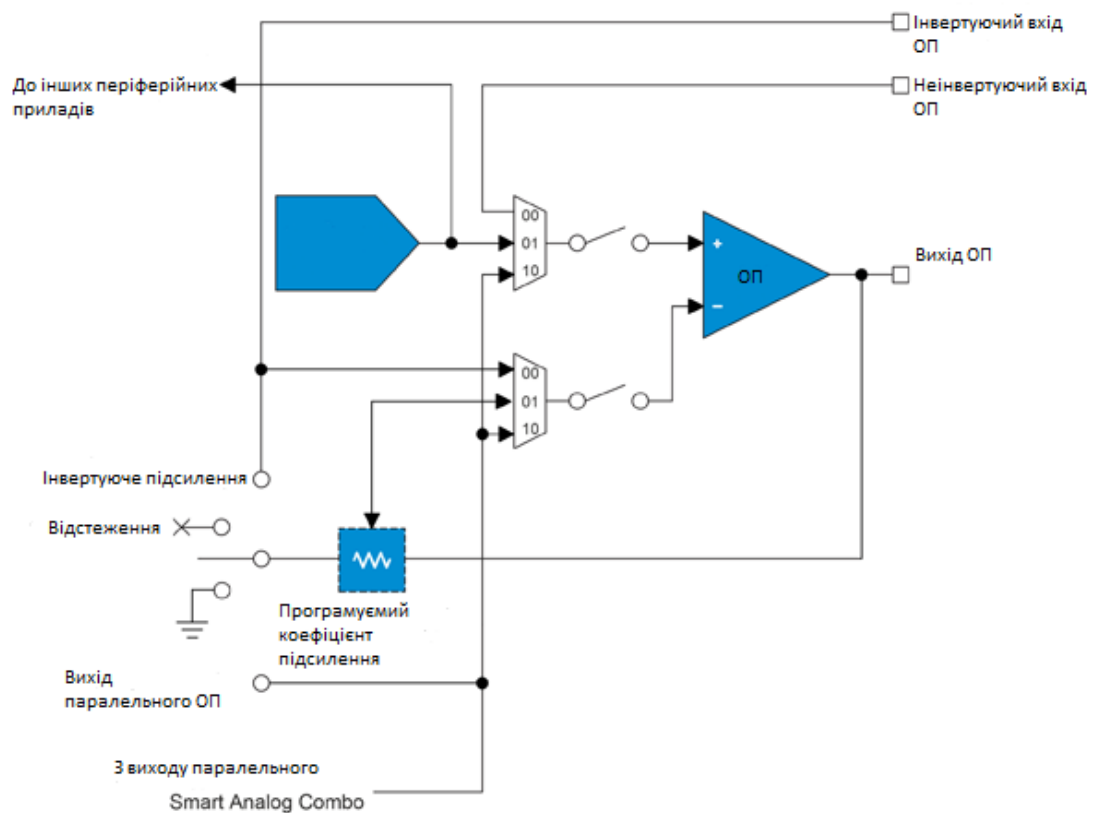 Інвертуючий вхід
ОП
До інших періферійних
приладів
Неінвертуючий вхід
ОП
00
01
10
+
ОП
−
Вихід ОП
00
01
10
Інвертуюче підсилення
Відстеження
Програмуємий
коефіцієнт
підсилення
Вихід
паралельного ОП
З виходу паралельного
Smart Analog Combo